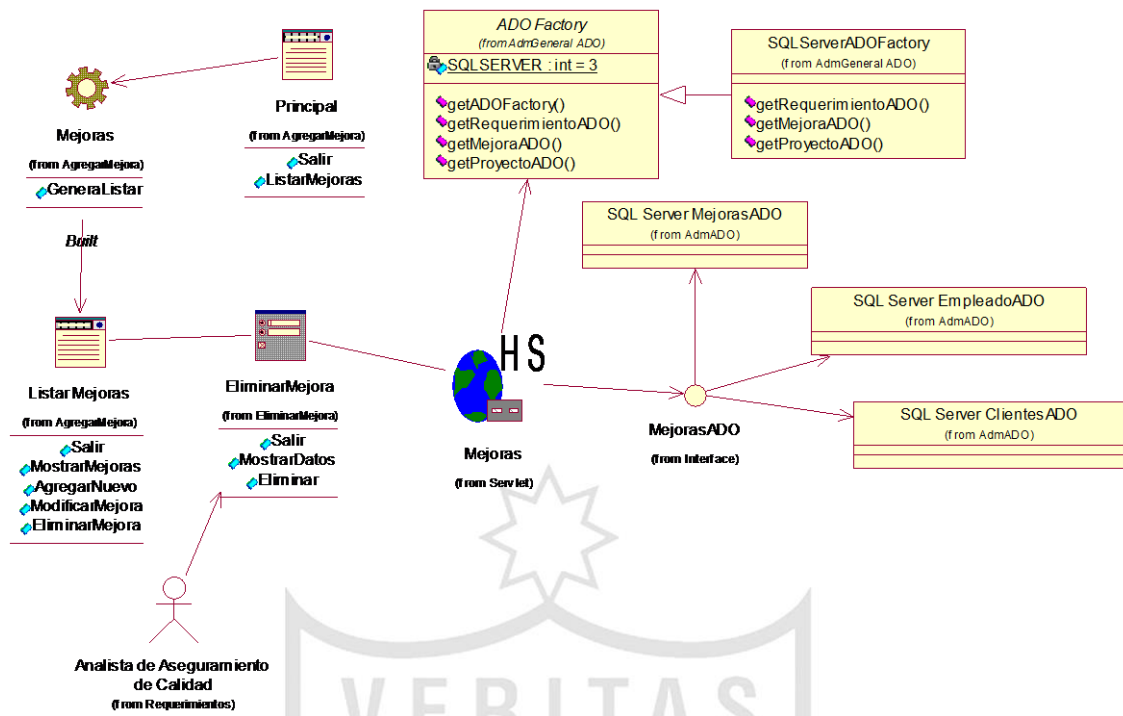 Principal
(from AgregarMejora)
Salir
ListarMejoras
Mejoras
(from AgregarMejora)
GeneraListar
Built
ListarMejoras
(from AgregarMejora)
Salir
MostrarMejoras
AgregarNuevo
ModificarMejora
EliminarMejora
EliminarMejora
(from EliminarMejora)
Salir
MostrarDatos
Eliminar
Analista de Aseguramiento
de Calidad
(from Requerimientos)
ADO Factory
(from AdmGeneral ADO)
SQLSERVER : int = 3
getADOFactory()
getRequerimientoADO()
getMejoraADO()
getProyectoADO()
SQLServerADOFactory
(from AdmGeneral ADO)
getRequerimientoADO()
getMejoraADO()
getProyectoADO()
HS
Mejoras
(from Servlet)
MejorasADO
(from Interface)
SQL Server MejorasADO
(from AdmADO)
SQL Server EmpleadoADO
(from AdmADO)
SQL Server ClientesADO
(from AdmADO)
VERITAS